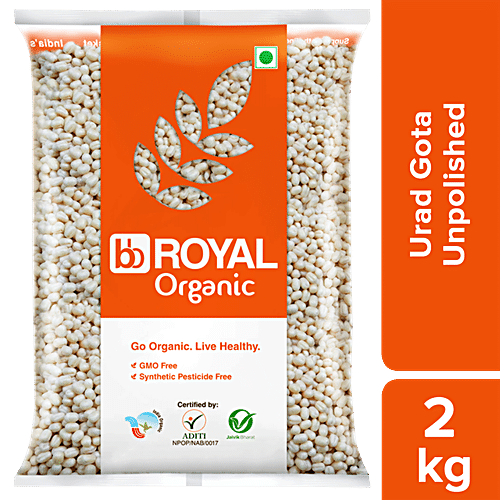 India's
bb ROYAL
Organic
Go Organic. Live Healthy.
✓ GMO Free
✓ Synthetic Pesticide Free
Certified by:
ADITI
NPOP/NAB/0017
Jaivik Bharat
Urad Gota
Unpolished
2
kg